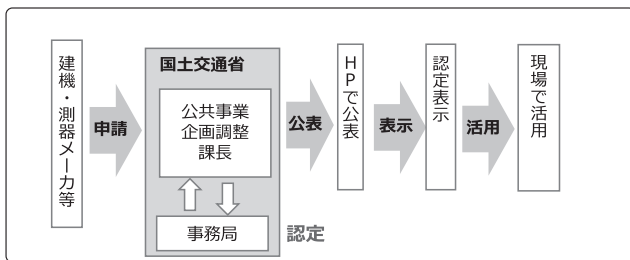 建機・測器メーカ等
申請
国土交通省
公共事業
企画調整
課長
事務局
認定
公表
HPで公表
表示
認定表示
活用
現場で活用